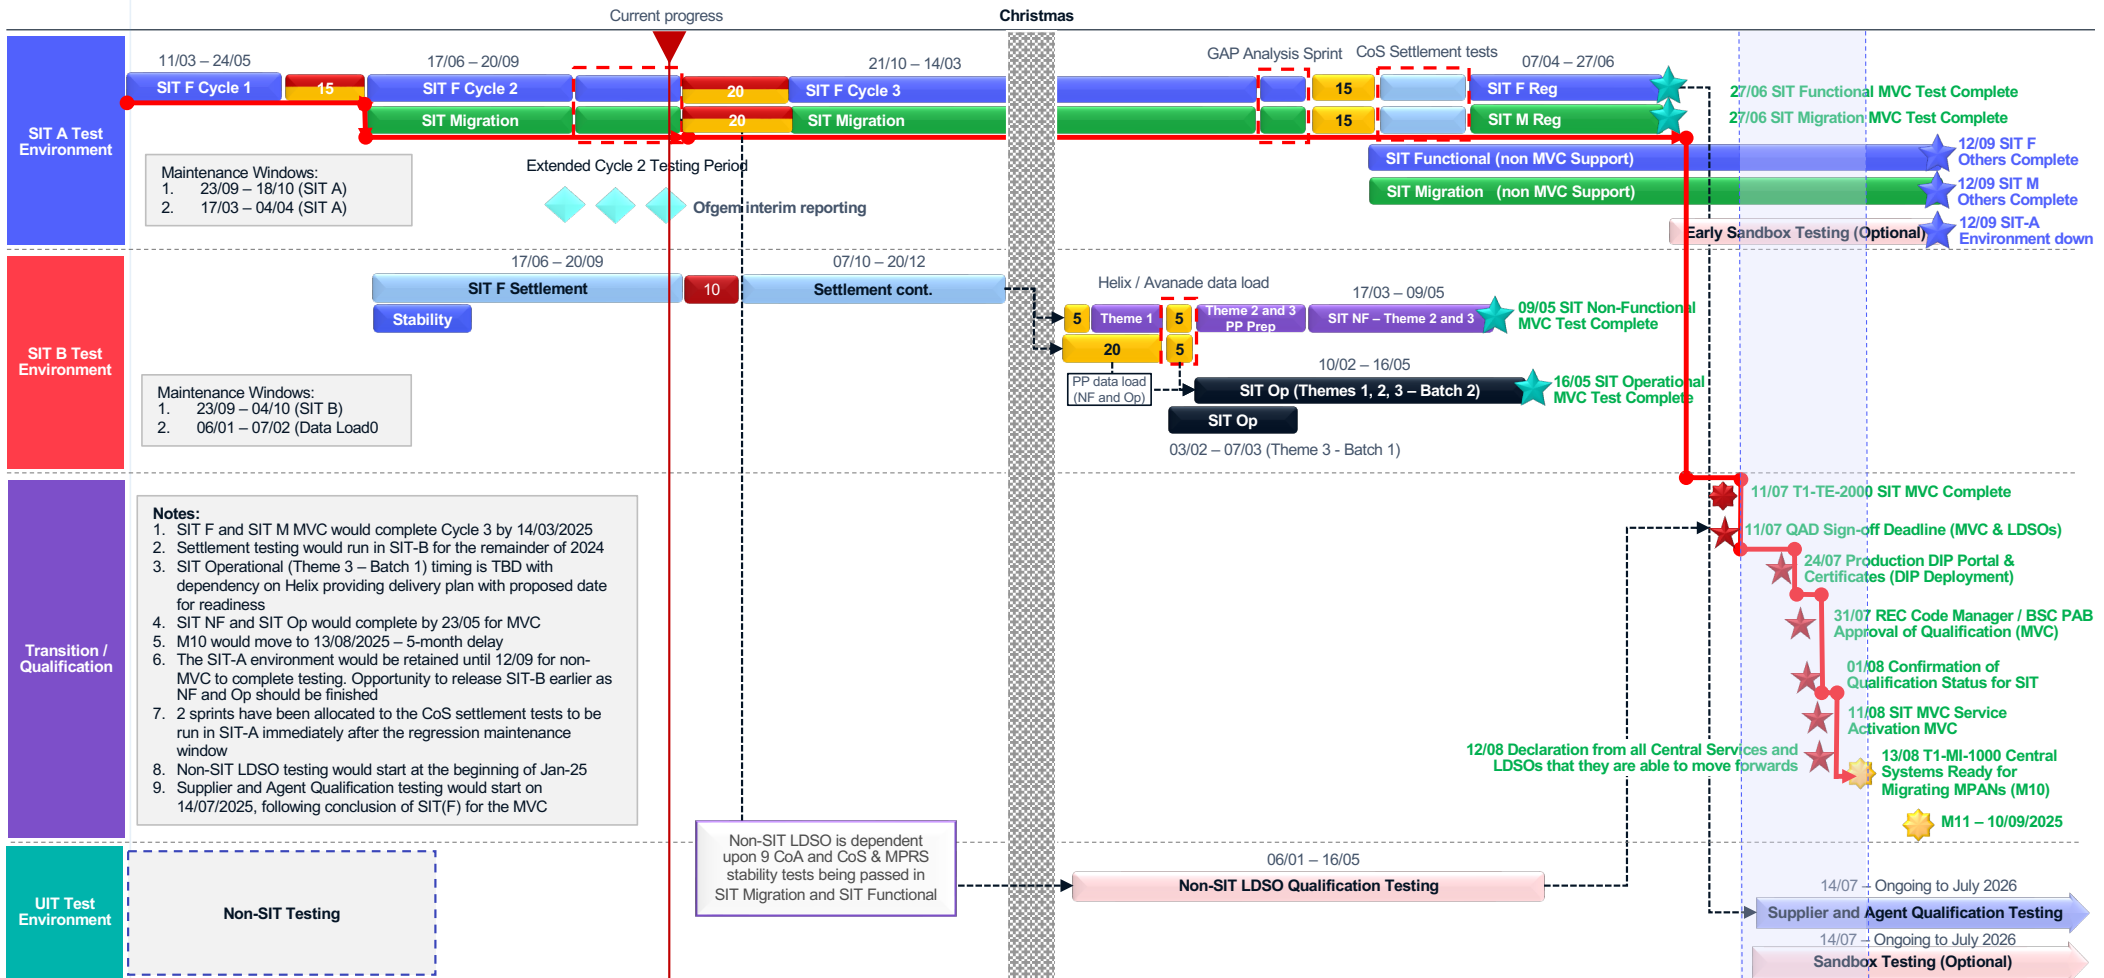 Current progress
Christmas
SIT A Test
Environment
11/03 – 24/05
17/06 – 20/09
21/10 – 14/03
GAP Analysis Sprint
CoS Settlement tests
07/04 – 27/06
SIT F Cycle 1
15
SIT F Cycle 2
20
SIT F Cycle 3
15
SIT F Reg
27/06 SIT Functional MVC Test Complete
SIT Migration
20
SIT Migration
15
SIT M Reg
27/06 SIT Migration MVC Test Complete
SIT Functional (non MVC Support)
12/09 SIT F
Others Complete
SIT Migration   (non MVC Support)
12/09 SIT M
Others Complete
Early Sandbox Testing (Optional)
12/09 SIT-A
Environment down
Maintenance Windows:
1. 23/09 – 18/10 (SIT A)
2. 17/03 – 04/04 (SIT A)
Extended Cycle 2 Testing Period
Ofgem interim reporting
SIT B Test
Environment
17/06 – 20/09
07/10 – 20/12
SIT F Settlement
10
Settlement cont.
Stability
Helix / Avanade data load
17/03 – 09/05
5
Theme 1
5
Theme 2 and 3
PP Prep
SIT NF – Theme 2 and 3
09/05 SIT Non-Functional
MVC Test Complete
20
5
10/02 – 16/05
PP data load
(NF and Op)
SIT Op (Themes 1, 2, 3 – Batch 2)
16/05 SIT Operational
MVC Test Complete
SIT Op
03/02 – 07/03 (Theme 3 - Batch 1)
Maintenance Windows:
1. 23/09 – 04/10 (SIT B)
2. 06/01 – 07/02 (Data Load0
Transition /
Qualification
Notes:
1. SIT F and SIT M MVC would complete Cycle 3 by 14/03/2025
2. Settlement testing would run in SIT-B for the remainder of 2024
3. SIT Operational (Theme 3 – Batch 1) timing is TBD with
dependency on Helix providing delivery plan with proposed date
for readiness
4. SIT NF and SIT Op would complete by 23/05 for MVC
5. M10 would move to 13/08/2025 – 5-month delay
6. The SIT-A environment would be retained until 12/09 for non-
MVC to complete testing. Opportunity to release SIT-B earlier as
NF and Op should be finished
7. 2 sprints have been allocated to the CoS settlement tests to be
run in SIT-A immediately after the regression maintenance
window
8. Non-SIT LDSO testing would start at the beginning of Jan-25
9. Supplier and Agent Qualification testing would start on
14/07/2025, following conclusion of SIT(F) for the MVC
11/07 T1-TE-2000 SIT MVC Complete
11/07 QAD Sign-off Deadline (MVC & LDSOs)
24/07 Production DIP Portal &
Certificates (DIP Deployment)
31/07 REC Code Manager / BSC PAB
Approval of Qualification (MVC)
01/08 Confirmation of
Qualification Status for SIT
11/08 SIT MVC Service
Activation MVC
12/08 Declaration from all Central Services and
LDSOs that they are able to move forwards
13/08 T1-MI-1000 Central
Systems Ready for
Migrating MPANs (M10)
M11 – 10/09/2025
UIT Test
Environment
Non-SIT Testing
Non-SIT LDSO is dependent
upon 9 CoA and CoS & MPRS
stability tests being passed in
SIT Migration and SIT Functional
06/01 – 16/05
Non-SIT LDSO Qualification Testing
14/07 – Ongoing to July 2026
Supplier and Agent Qualification Testing
14/07 – Ongoing to July 2026
Sandbox Testing (Optional)